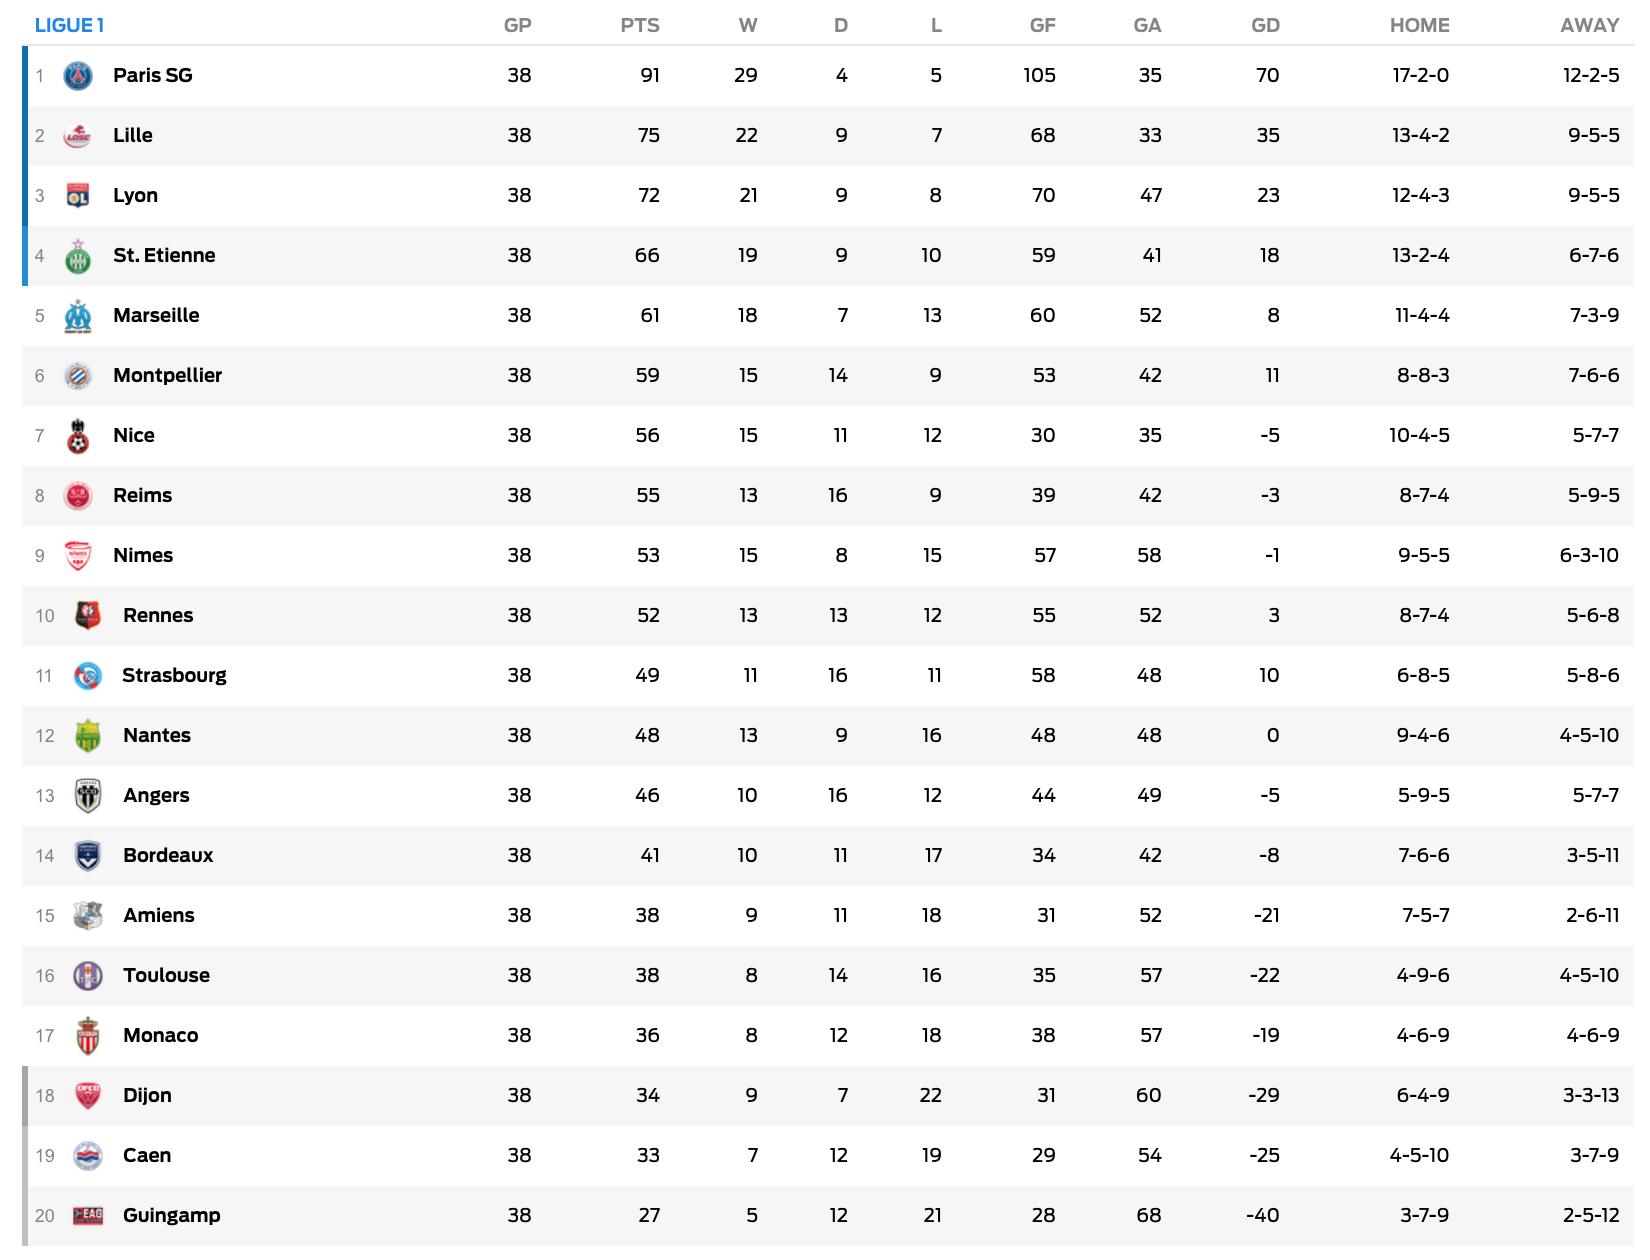 LIGUE 1 GP PTS W D L GF GA GD HOME AWAY
1 Paris SG 38 91 29 4 5 105 35 70 17-2-0 12-2-5
2 LOSC Lille 38 75 22 9 7 68 33 35 13-4-2 9-5-5
3 OL Lyon 38 72 21 9 8 70 47 23 12-4-3 9-5-5
4 St. Etienne 38 66 19 9 10 59 41 18 13-2-4 6-7-6
5 Marseille 38 61 18 7 13 60 52 8 11-4-4 7-3-9
6 Montpellier 38 59 15 14 9 53 42 11 8-8-3 7-6-6
7 Nice 38 56 15 11 12 30 35 -5 10-4-5 5-7-7
8 Reims 38 55 13 16 9 39 42 -3 8-7-4 5-9-5
9 Nimes 38 53 15 8 15 57 58 -1 9-5-5 6-3-10
10 Rennes 38 52 13 13 12 55 52 3 8-7-4 5-6-8
11 Strasbourg 38 49 11 16 11 58 48 10 6-8-5 5-8-6
12 Nantes 38 48 13 9 16 48 48 0 9-4-6 4-5-10
13 Angers 38 46 10 16 12 44 49 -5 5-9-5 5-7-7
14 Bordeaux 38 41 10 11 17 34 42 -8 7-6-6 3-5-11
15 Amiens 38 38 9 11 18 31 52 -21 7-5-7 2-6-11
16 Toulouse 38 38 8 14 16 35 57 -22 4-9-6 4-5-10
17 Monaco 38 36 8 12 18 38 57 -19 4-6-9 4-6-9
18 DFCO Dijon 38 34 9 7 22 31 60 -29 6-4-9 3-3-13
19 Caen 38 33 7 12 19 29 54 -25 4-5-10 3-7-9
20 EAG Guingamp 38 27 5 12 21 28 68 -40 3-7-9 2-5-12